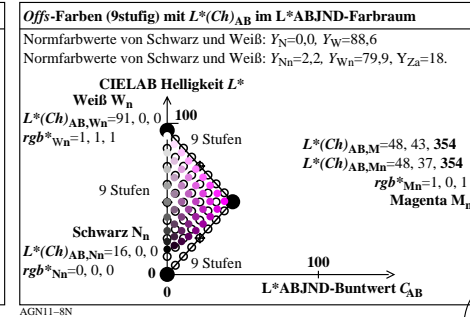 Offs-Farben (9stufig) mit L*(Ch)AB im L*ABJND-Farbraum
Normfarbwerte von Schwarz und Weiß: YN=0,0, YW=88,6
Normfarbwerte von Schwarz und Weiß: YNn=2,2, YWn=79,9, YZa=18.
CIELAB Helligkeit L*
Weiß Wn
100
L*(Ch)AB,Wn=91, 0, 0
rgb*Wn=1, 1, 1
9 Stufen
L*(Ch)AB,M=48, 43, 354
L*(Ch)AB,Mn=48, 37, 354
rgb*Mn=1, 0, 1
Magenta Mn
9 Stufen
Schwarz Nn
L*(Ch)AB,Nn=16, 0, 0
rgb*Nn=0, 0, 0
9 Stufen
0
100
0
L*ABJND-Buntwert CAB
AGN11-8N